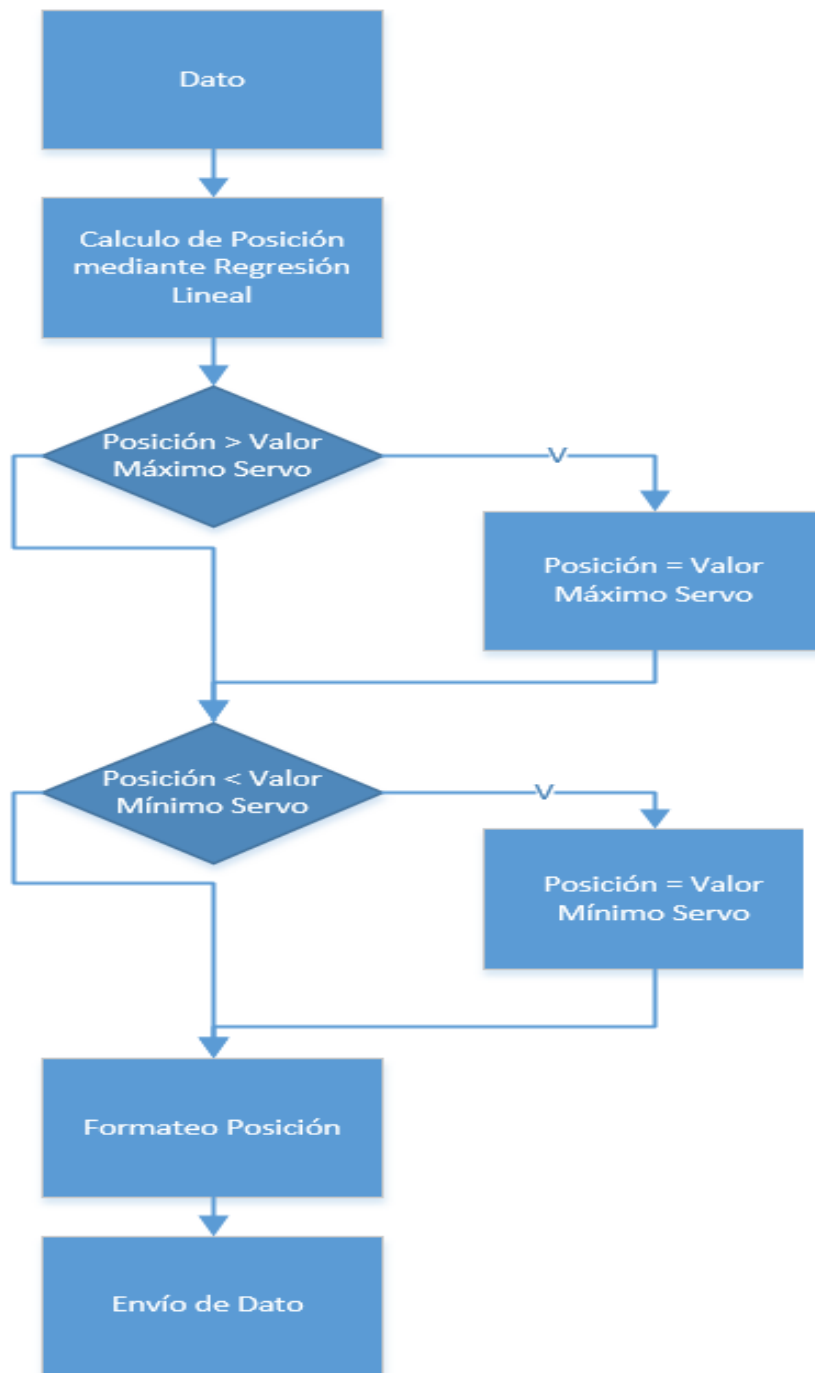 Dato
Calculo de Posición
mediante Regresión
Lineal
Posición > Valor
Máximo Servo
V
Posición = Valor
Máximo Servo
Posición < Valor
Mínimo Servo
V
Posición = Valor
Mínimo Servo
Formateo Posición
Envío de Dato